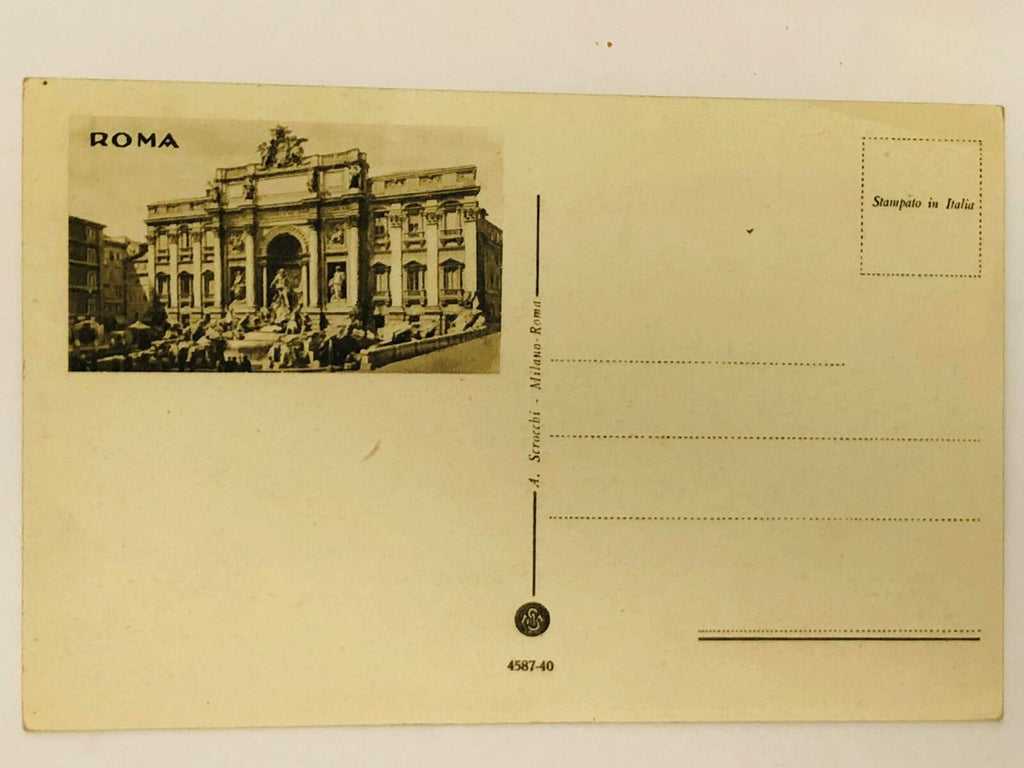 ROMA
Stampato in Italia
A. Scrocchi - Milano-Roma
4587-40